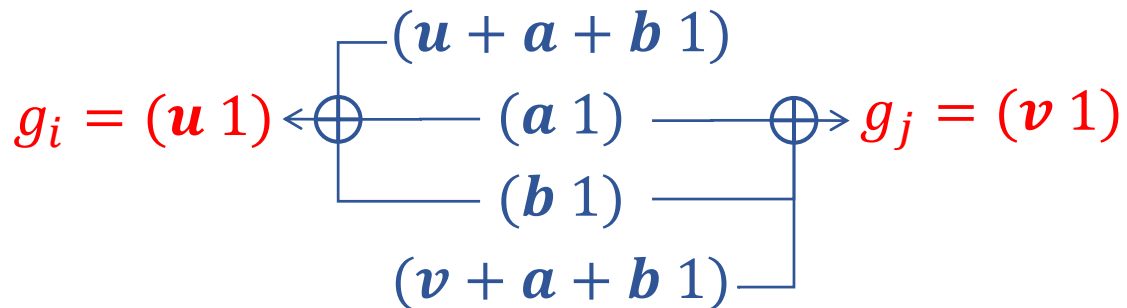 (u + a + b 1)
g_i = (u 1) (a 1) g_j = (v 1)
(b 1)
(v + a + b 1)